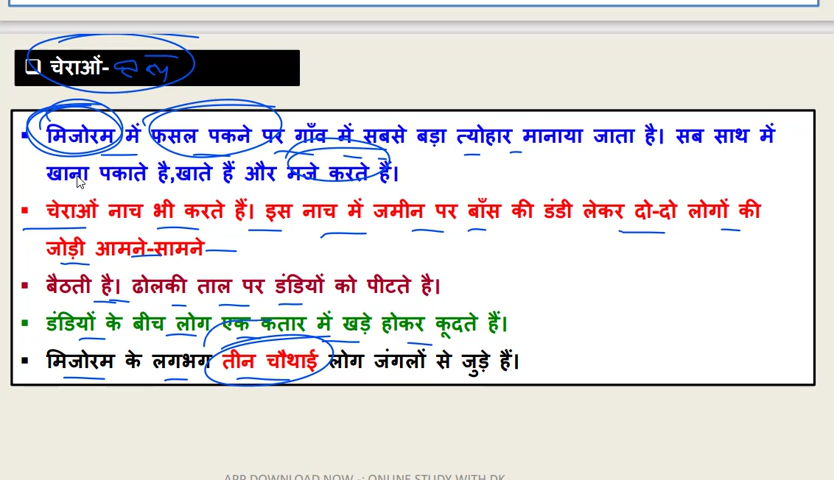 चेराओं- नृत्य
मिजोरम में फसल पकने पर गाँव में सबसे बड़ा त्योहार मानाया जाता है। सब साथ में
खाना पकाते है,खाते हैं और मजे करते हैं।
चेराओं नाच भी करते हैं। इस नाच में जमीन पर बाँस की डंडी लेकर दो-दो लोगों की
जोड़ी आमने-सामने
बैठती है। ढोलकी ताल पर डंडियों को पीटते है।
डंडियों के बीच लोग एक कतार में खड़े होकर कूदते हैं।
मिजोरम के लगभग तीन चौथाई लोग जंगलों से जुड़े हैं।
APP DOWNLOAD NOW -: ONLINE STUDY WITH DK